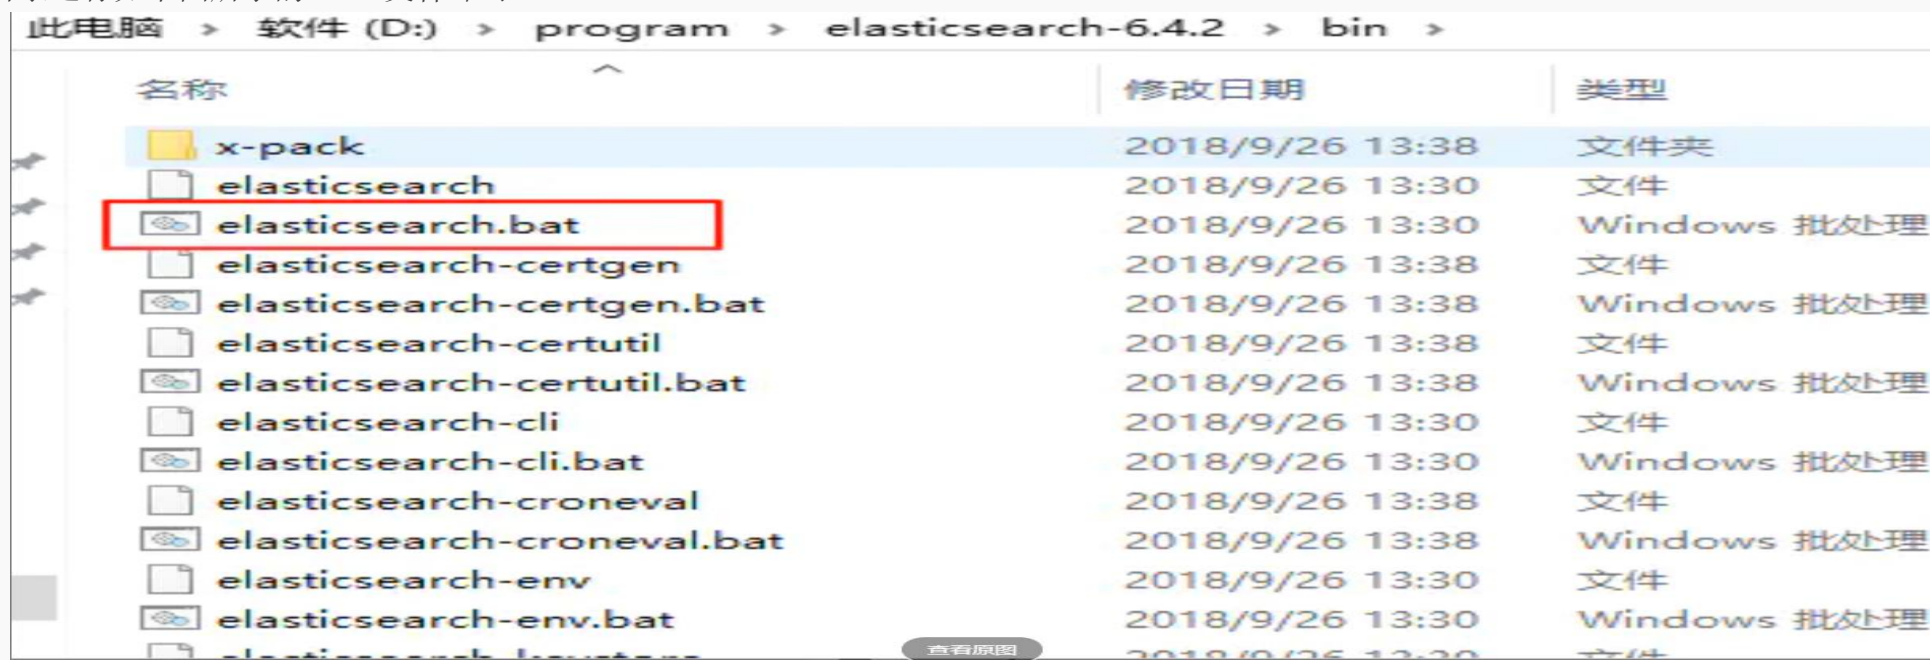 此电脑 > 软件 (D:) > program > elasticsearch-6.4.2 > bin >
名称 修改日期 类型
x-pack 2018/9/26 13:38 文件夹
elasticsearch 2018/9/26 13:30 文件
elasticsearch.bat 2018/9/26 13:30 Windows 批处理
elasticsearch-certgen 2018/9/26 13:38 文件
elasticsearch-certgen.bat 2018/9/26 13:38 Windows 批处理
elasticsearch-certutil 2018/9/26 13:38 文件
elasticsearch-certutil.bat 2018/9/26 13:38 Windows 批处理
elasticsearch-cli 2018/9/26 13:30 文件
elasticsearch-cli.bat 2018/9/26 13:30 Windows 批处理
elasticsearch-croneval 2018/9/26 13:38 文件
elasticsearch-croneval.bat 2018/9/26 13:38 Windows 批处理
elasticsearch-env 2018/9/26 13:30 文件
elasticsearch-env.bat 2018/9/26 13:30 Windows 批处理
查看原图